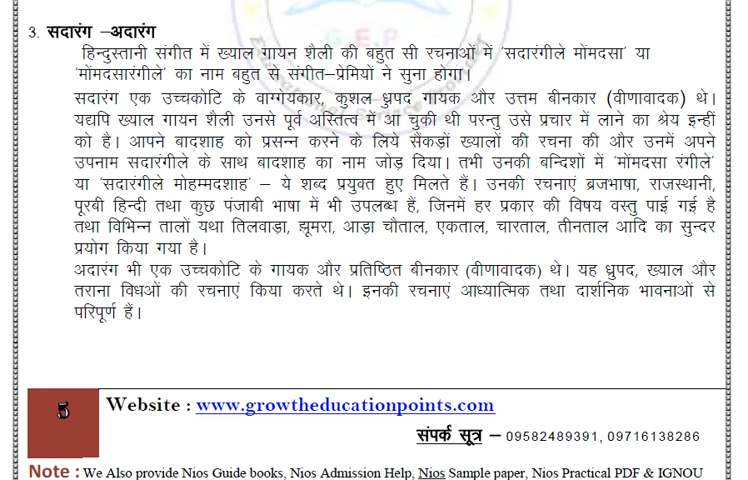 G.E.P
3. सदारंग –अदारंग
हिन्दुस्तानी संगीत में ख्याल गायन शैली की बहुत सी रचनाओं में ‘सदारंगीले मोंमदसा’ या
‘मोंमदसारंगीले’ का नाम बहुत से संगीत–प्रेमियों ने सुना होगा।
सदारंग एक उच्चकोटि के वाग्गेयकार, कुशल ध्रुपद गायक और उत्तम बीनकार (वीणावादक) थे।
यद्यपि ख्याल गायन शैली उनसे पूर्व अस्तित्व में आ चुकी थी परन्तु उसे प्रचार में लाने का श्रेय इन्हीं
को है। आपने बादशाह को प्रसन्न करने के लिये सैंकड़ों ख्यालों की रचना की और उनमें अपने
उपनाम सदारंगीले के साथ बादशाह का नाम जोड़ दिया। तभी उनकी बन्दिशों में ‘मोंमदसा रंगीले’
या ‘सदारंगीले मोहम्मदशाह’ – ये शब्द प्रयुक्त हुए मिलते हैं। उनकी रचनाएं ब्रजभाषा, राजस्थानी,
पूरबी हिन्दी तथा कुछ पंजाबी भाषा में भी उपलब्ध हैं, जिनमें हर प्रकार की विषय वस्तु पाई गई है
तथा विभिन्न तालों यथा तिलवाड़ा, झूमरा, आड़ा चौताल, एकताल, चारताल, तीनताल आदि का सुन्दर
प्रयोग किया गया है।
अदारंग भी एक उच्चकोटि के गायक और प्रतिष्ठित बीनकार (वीणावादक) थे। यह ध्रुपद, ख्याल और
तराना विधओं की रचनाएं किया करते थे। इनकी रचनाएं आध्यात्मिक तथा दार्शनिक भावनाओं से
परिपूर्ण हैं।
5
Website : www.growtheducationpoints.com
संपर्क सूत्र – 09582489391, 09716138286
Note : We Also provide Nios Guide books, Nios Admission Help, Nios Sample paper, Nios Practical PDF & IGNOU